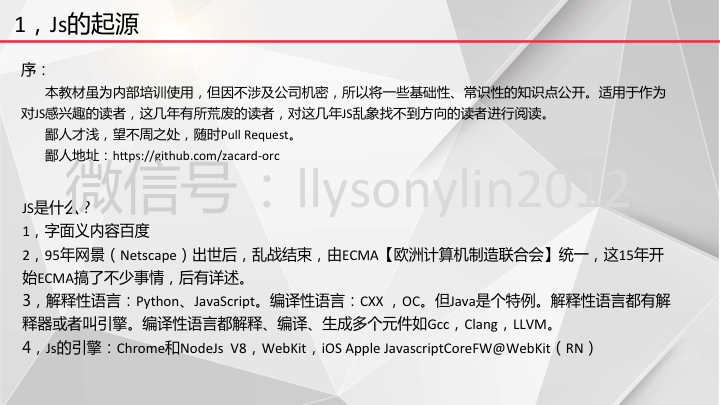 1，Js的起源
序：
本教材虽为内部培训使用，但因不涉及公司机密，所以将一些基础性、常识性的知识点公开。适用于作为
对JS感兴趣的读者，这几年有所荒废的读者，对这几年JS乱象找不到方向的读者进行阅读。
鄙人才浅，望不周之处，随时Pull Request。
鄙人地址：https://github.com/zacard-orc
微信号：llysonylin2012
JS是什么？
1，字面义内容百度
2，95年网景（Netscape）出世后，乱战结束，由ECMA【欧洲计算机制造联合会】统一，这15年开
始ECMA搞了不少事情，后有详述。
3，解释性语言：Python、JavaScript。编译性语言：CXX ，OC。但Java是个特例。解释性语言都有解
释器或者叫引擎。编译性语言都解释、编译、生成多个元件如Gcc，Clang，LLVM。
4，Js的引擎：Chrome和NodeJs V8，WebKit，iOS Apple JavascriptCoreFW@WebKit（RN）